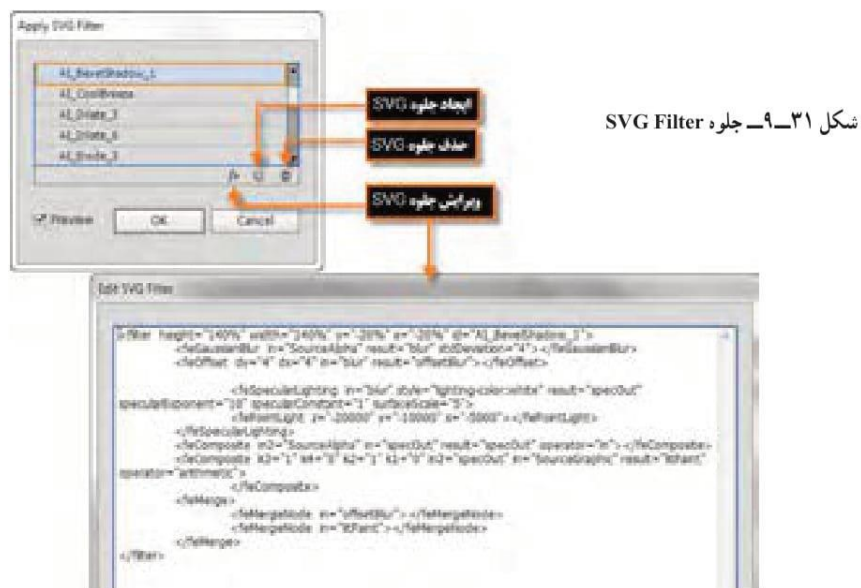 Apply SVG Filter
AI_BevelShadow_1
AI_CoolBreeze
AI_Dilate_3
AI_Dilate_6
AI_Erode_3
Preview
OK
Cancel
ایجاد جلوه SVG
حذف جلوه SVG
ویرایش جلوه SVG
شکل ۳۱ــ۹ــ جلوه SVG Filter
Edit SVG Filter
<filter height="140%" width="140%" y="-20%" x="-20%" id="AI_BevelShadow_1">
<feGaussianBlur in="SourceAlpha" result="blur" stdDeviation="4"></feGaussianBlur>
<feOffset dy="4" dx="4" in="blur" result="offsetBlur"></feOffset>
<feSpecularLighting in="blur" style="lighting-color:white" result="specOut"
specularExponent="10" specularConstant="1" surfaceScale="5">
<fePointLight z="-20000" y="-10000" x="-5000"></fePointLight>
</feSpecularLighting>
<feComposite in2="SourceAlpha" in="specOut" result="specOut" operator="in"></feComposite>
<feComposite k3="1" k4="0" k2="1" k1="0" in2="specOut" in="SourceGraphic" result="litPaint"
operator="arithmetic">
</feComposite>
<feMerge>
<feMergeNode in="offsetBlur"></feMergeNode>
<feMergeNode in="litPaint"></feMergeNode>
</feMerge>
</filter>